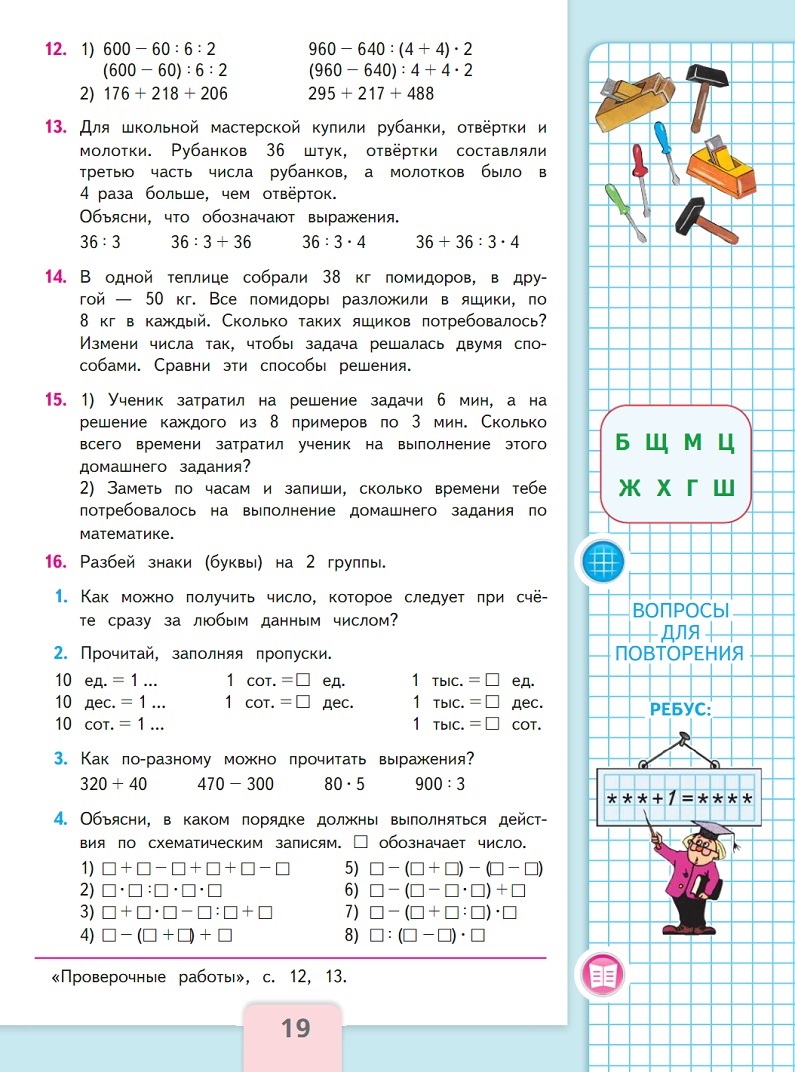 12. 1) 600 − 60 : 6 : 2 960 − 640 : (4 + 4) · 2
(600 − 60) : 6 : 2 (960 − 640) : 4 + 4 · 2
2) 176 + 218 + 206 295 + 217 + 488
13. Для школьной мастерской купили рубанки, отвёртки и
молотки. Рубанков 36 штук, отвёртки составляли
третью часть числа рубанков, а молотков было в
4 раза больше, чем отвёрток.
Объясни, что обозначают выражения.
36 : 3 36 : 3 + 36 36 : 3 · 4 36 + 36 : 3 · 4
14. В одной теплице собрали 38 кг помидоров, в дру-
гой — 50 кг. Все помидоры разложили в ящики, по
8 кг в каждый. Сколько таких ящиков потребовалось?
Измени числа так, чтобы задача решалась двумя спо-
собами. Сравни эти способы решения.
15. 1) Ученик затратил на решение задачи 6 мин, а на
решение каждого из 8 примеров по 3 мин. Сколько
всего времени затратил ученик на выполнение этого
домашнего задания?
2) Заметь по часам и запиши, сколько времени тебе
потребовалось на выполнение домашнего задания по
математике.
16. Разбей знаки (буквы) на 2 группы.
Б Щ М Ц
Ж Х Г Ш
ВОПРОСЫ
ДЛЯ
ПОВТОРЕНИЯ
1. Как можно получить число, которое следует при счё-
те сразу за любым данным числом?
2. Прочитай, заполняя пропуски.
10 ед. = 1 ... 1 сот. = □ ед. 1 тыс. = □ ед.
10 дес. = 1 ... 1 сот. = □ дес. 1 тыс. = □ дес.
10 сот. = 1 ... 1 тыс. = □ сот.
3. Как по-разному можно прочитать выражения?
320 + 40 470 − 300 80 · 5 900 : 3
4. Объясни, в каком порядке должны выполняться дейст-
вия по схематическим записям. □ обозначает число.
1) □ + □ − □ + □ + □ − □ 5) □ − (□ + □) − (□ − □)
2) □ · □ : □ · □ · □ 6) □ − (□ − □ · □) + □
3) □ + □ · □ − □ : □ + □ 7) □ − (□ + □ : □) · □
4) □ − (□ + □) + □ 8) □ : (□ − □) · □
РЕБУС:
***+1=****
«Проверочные работы», с. 12, 13.
19